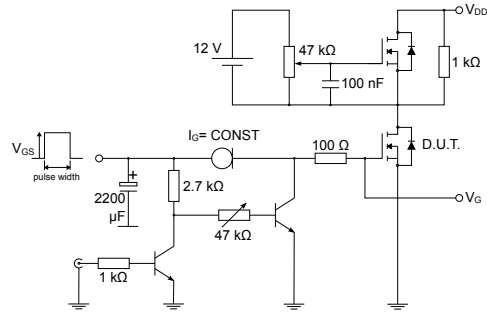 V_DD
12 V
47 kΩ
1 kΩ
100 nF
I_G= CONST
100 Ω
D.U.T.
V_GS
pulse width
+
2200
μF
2.7 kΩ
V_G
47 kΩ
1 kΩ